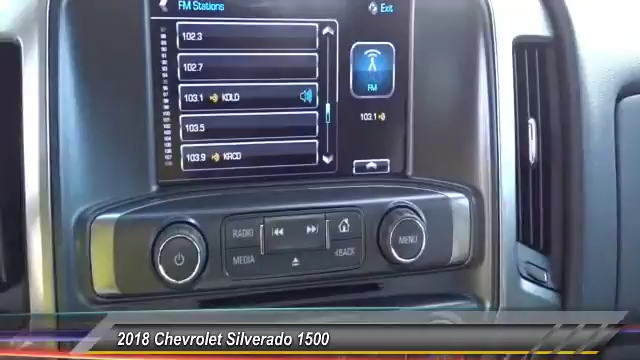 FM Stations
Exit
102.3
102.7
103.1 KDLD
103.5
103.9 KRCD
FM
103.1
RADIO
MEDIA
BACK
MENU
2018 Chevrolet Silverado 1500